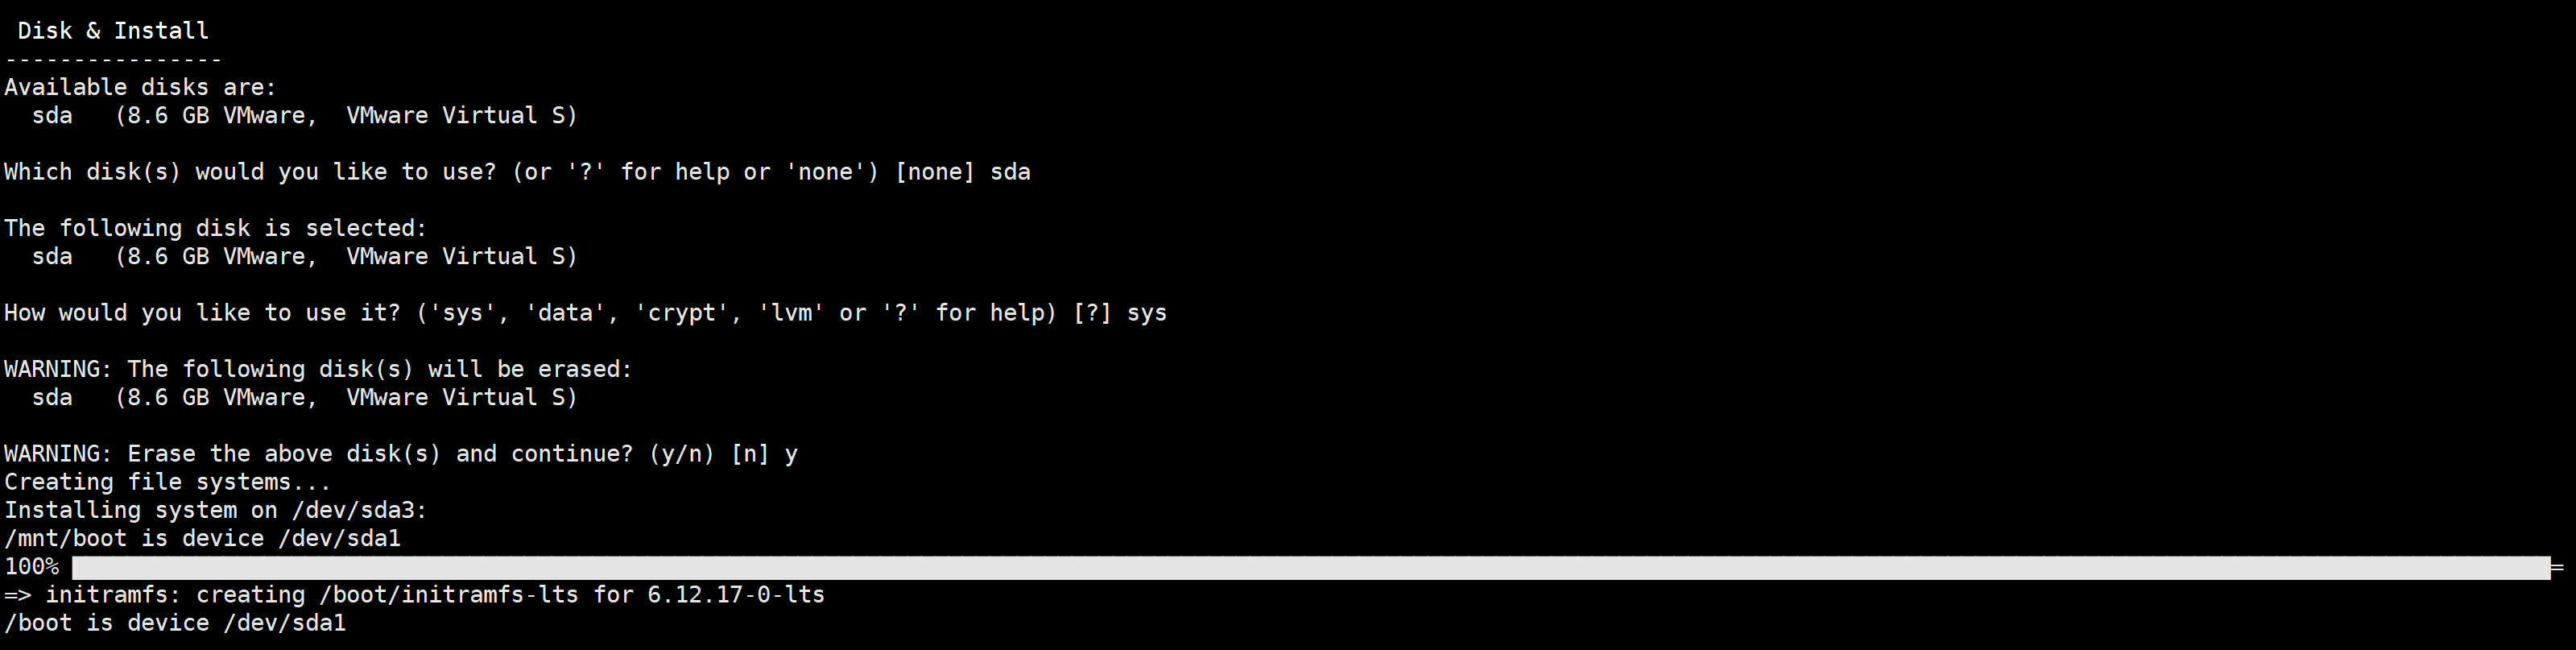 Disk & Install
----------------
Available disks are:
  sda   (8.6 GB VMware,  VMware Virtual S)
Which disk(s) would you like to use? (or '?' for help or 'none') [none] sda
The following disk is selected:
  sda   (8.6 GB VMware,  VMware Virtual S)
How would you like to use it? ('sys', 'data', 'crypt', 'lvm' or '?' for help) [?] sys
WARNING: The following disk(s) will be erased:
  sda   (8.6 GB VMware,  VMware Virtual S)
WARNING: Erase the above disk(s) and continue? (y/n) [n] y
Creating file systems...
Installing system on /dev/sda3:
/mnt/boot is device /dev/sda1
100% =
=> initramfs: creating /boot/initramfs-lts for 6.12.17-0-lts
/boot is device /dev/sda1